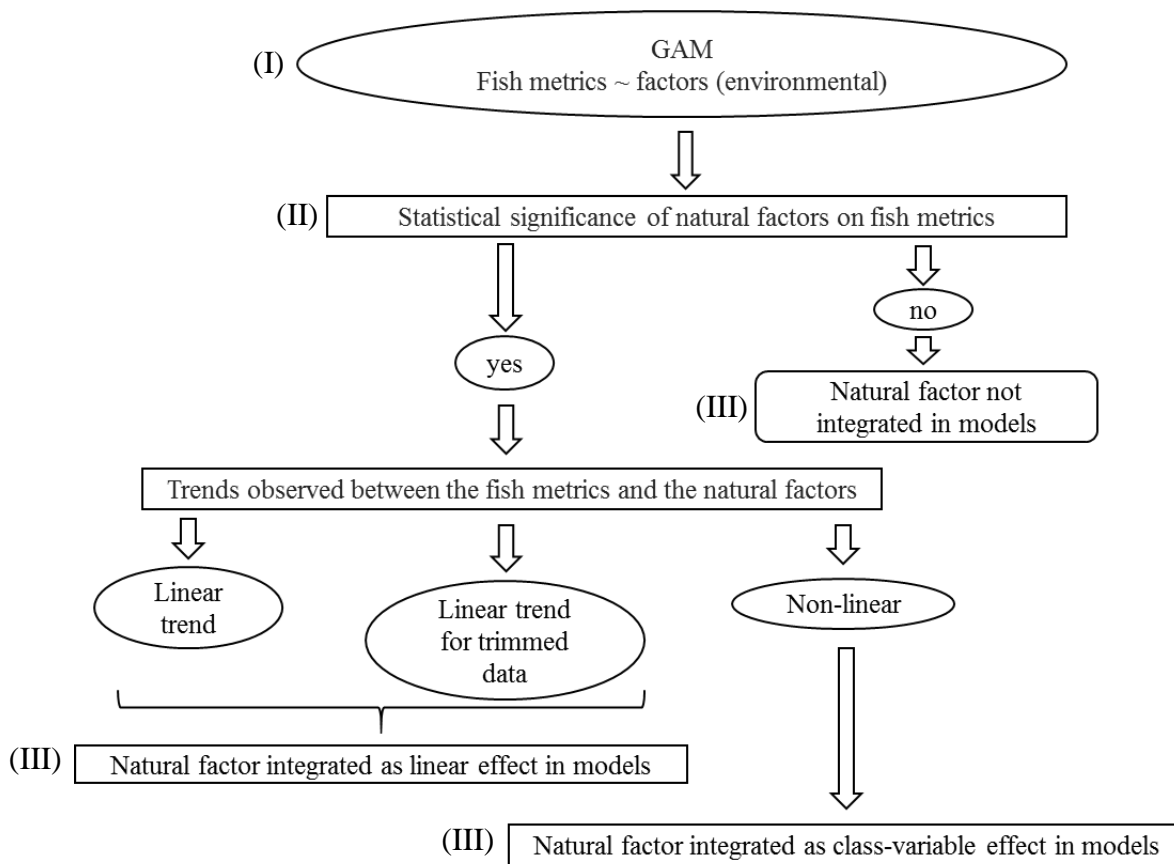 (I)
GAM
Fish metrics ~ factors (environmental)
(II)
Statistical significance of natural factors on fish metrics
no
yes
(III)
Natural factor not
integrated in models
Trends observed between the fish metrics and the natural factors
Linear
trend
Linear trend
for trimmed
data
Non-linear
(III)
Natural factor integrated as linear effect in models
(III)
Natural factor integrated as class-variable effect in models